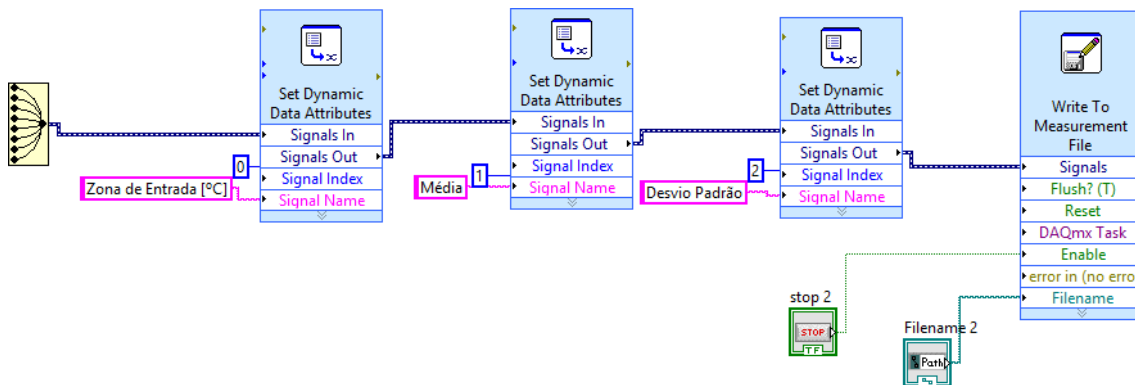 Set Dynamic
Data Attributes
Signals In
Signals Out
0
Signal Index
Zona de Entrada [ºC]
Signal Name
Set Dynamic
Data Attributes
Signals In
Signals Out
1
Signal Index
Média
Signal Name
Set Dynamic
Data Attributes
Signals In
Signals Out
2
Signal Index
Desvio Padrão
Signal Name
Write To
Measurement
File
Signals
Flush? (T)
Reset
DAQmx Task
Enable
error in (no erro
Filename
stop 2
STOP
TF
Filename 2
Path